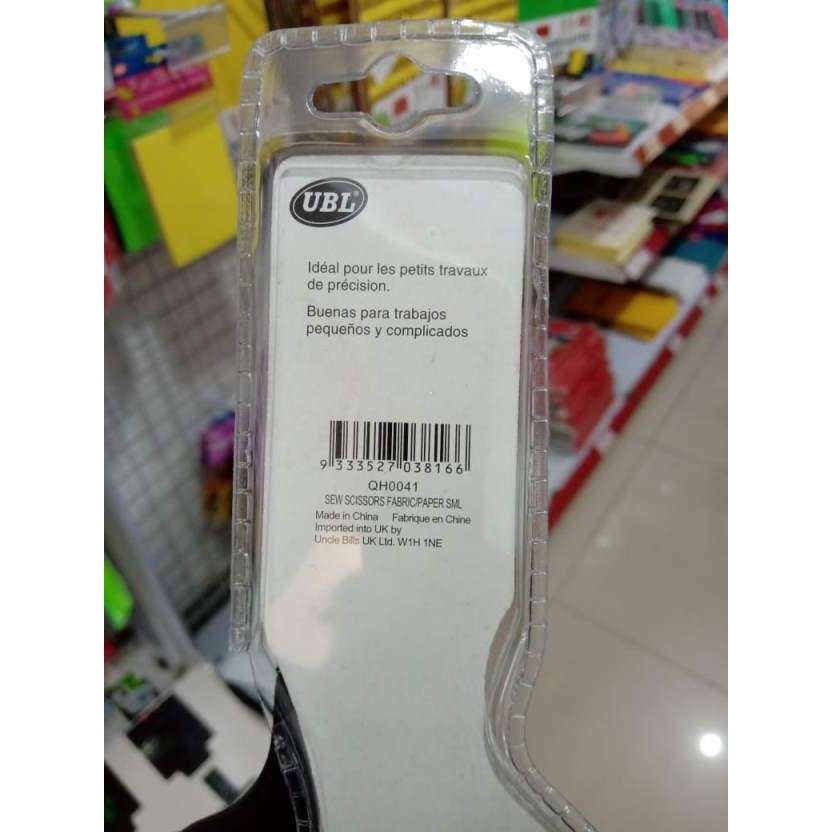 UBL®
Idéal pour les petits travaux
de précision.
Buenas para trabajos
pequeños y complicados
9 333527 038166
QH0041
SEW SCISSORS FABRIC/PAPER SML
Made in China Fabrique en Chine
Imported into UK by
Uncle Bills UK Ltd. W1H 1NE